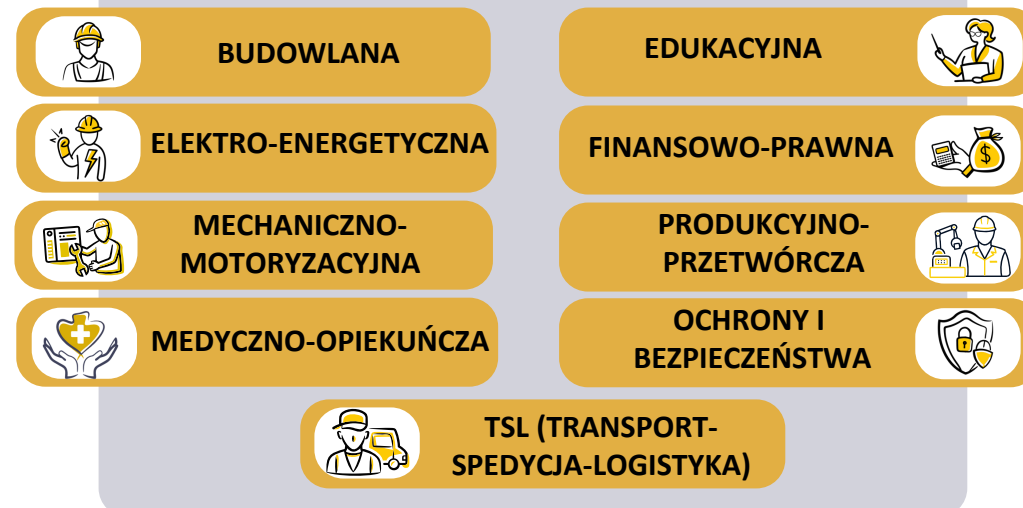 BUDOWLANA
EDUKACYJNA
ELEKTRO-ENERGETYCZNA
FINANSOWO-PRAWNA
MECHANICZNO-
MOTORYZACYJNA
PRODUKCYJNO-
PRZETWÓRCZA
MEDYCZNO-OPIEKUŃCZA
OCHRONY I
BEZPIECZEŃSTWA
TSL (TRANSPORT-
SPEDYCJA-LOGISTYKA)